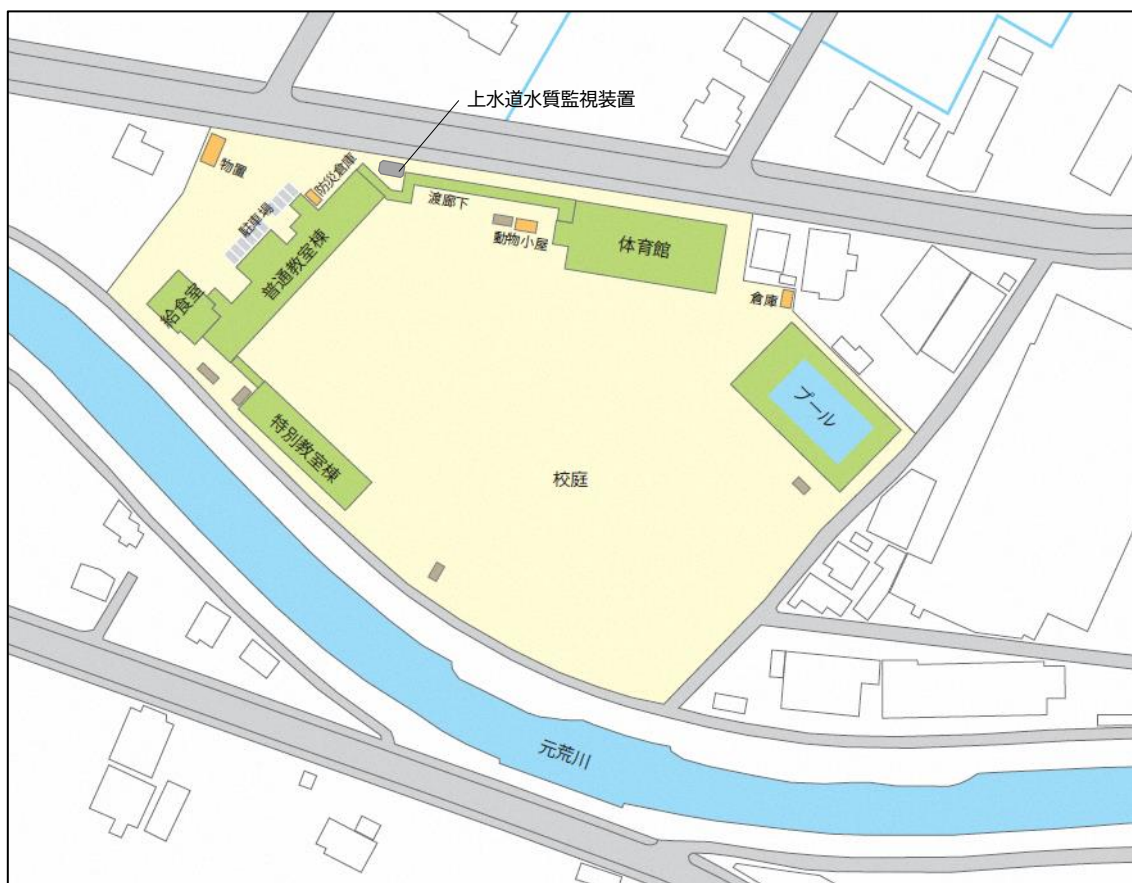 上水道水質監視装置
物置
防災倉庫
駐車場
渡廊下
動物小屋
体育館
普通教室棟
給食室
倉庫
プール
特別教室棟
校庭
元荒川